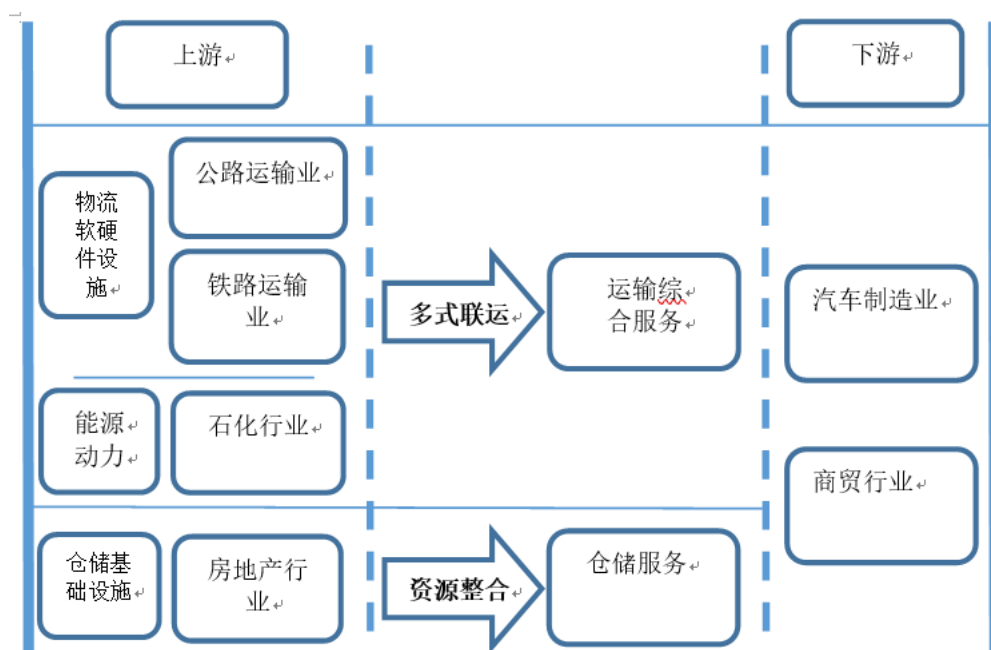 上游
下游
公路运输业
物流
软硬
件设
施
铁路运输
业
多式联运
运输综
合服务
汽车制造业
能源
动力
石化行业
商贸行业
仓储基
础设施
房地产行
业
资源整合
仓储服务